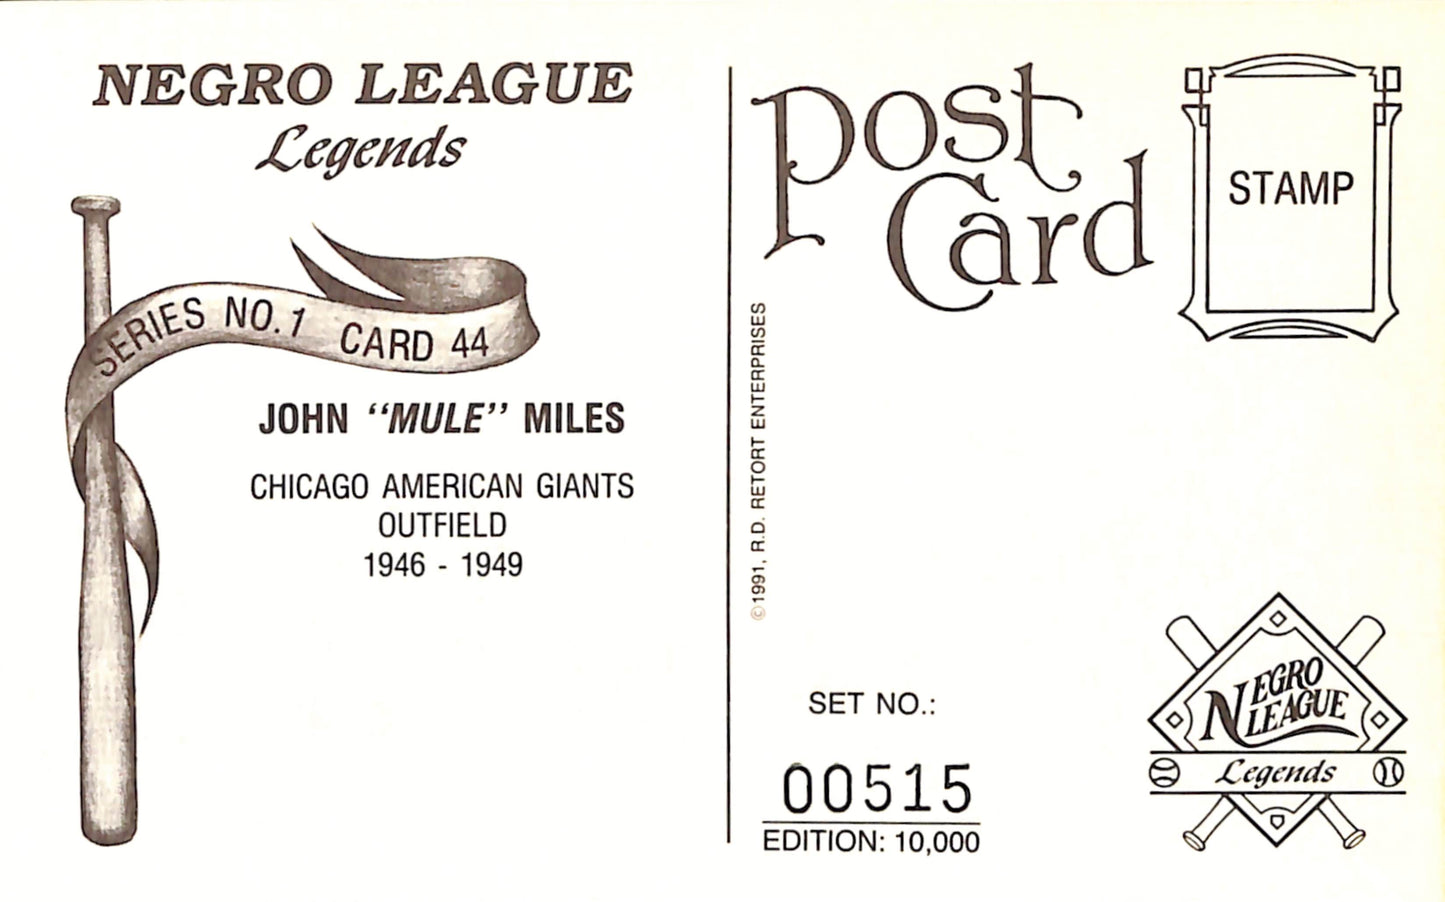 NEGRO LEAGUE
Legends
SERIES NO. 1 CARD 44
JOHN “MULE” MILES
CHICAGO AMERICAN GIANTS
OUTFIELD
1946 - 1949
©1991, R.D. RETORT ENTERPRISES
Post
Card
STAMP
SET NO.:
00515
EDITION: 10,000
NEGRO
LEAGUE
Legends